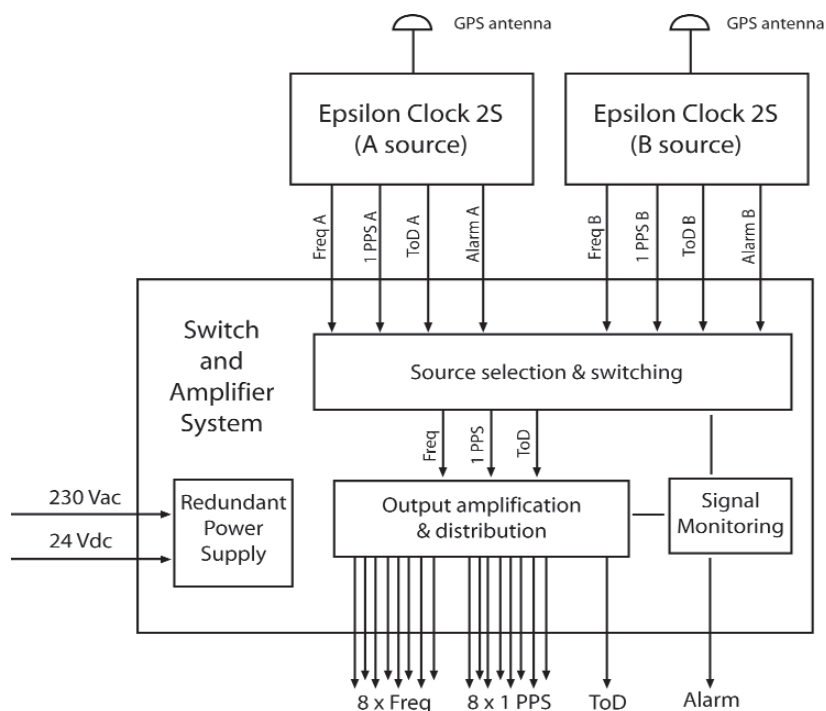 GPS antenna
GPS antenna
Epsilon Clock 2S
(A source)
Epsilon Clock 2S
(B source)
Freq A
1 PPS A
ToD A
Alarm A
Freq B
1 PPS B
ToD B
Alarm B
Switch
and
Amplifier
System
Source selection & switching
Freq
1 PPS
ToD
230 Vac
24 Vdc
Redundant
Power
Supply
Output amplification
& distribution
Signal
Monitoring
8 x Freq
8 x 1 PPS
ToD
Alarm